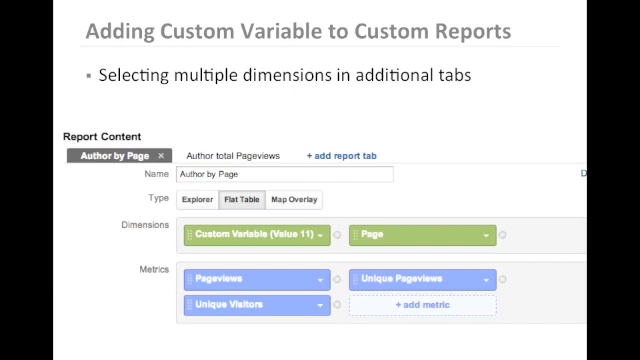 Adding Custom Variable to Custom Reports
▪ Selecting multiple dimensions in additional tabs
Report Content
Author by Page × Author total Pageviews + add report tab
Name Author by Page D
Type Explorer Flat Table Map Overlay
Dimensions Custom Variable (Value 11) Page
Metrics Pageviews Unique Pageviews
Unique Visitors + add metric